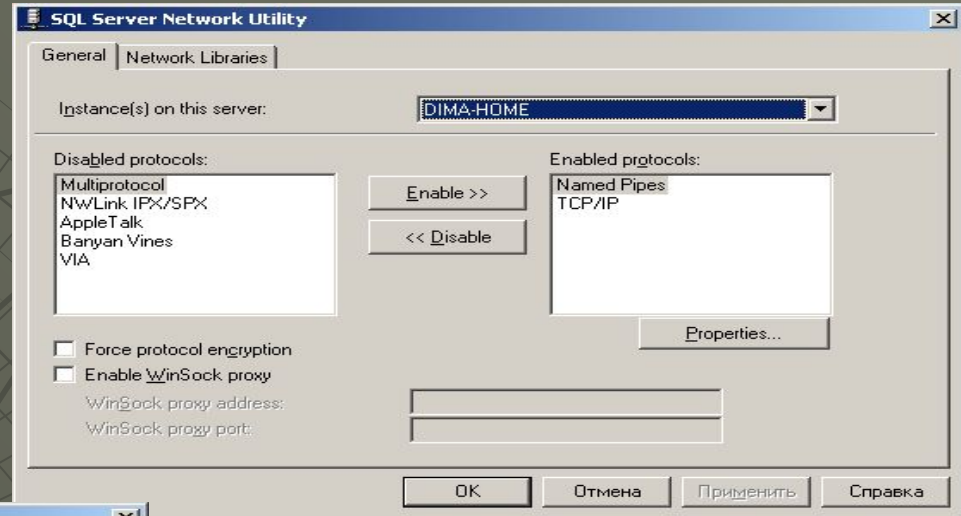 SQL Server Network Utility
General
Network Libraries
Instance(s) on this server:
DIMA-HOME
Disabled protocols:
Multiprotocol
NWLink IPX/SPX
AppleTalk
Banyan Vines
VIA
Enable >>
<< Disable
Enabled protocols:
Named Pipes
TCP/IP
Properties...
Force protocol encryption
Enable WinSock proxy
WinSock proxy address:
WinSock proxy port:
OK
Отмена
Применить
Справка